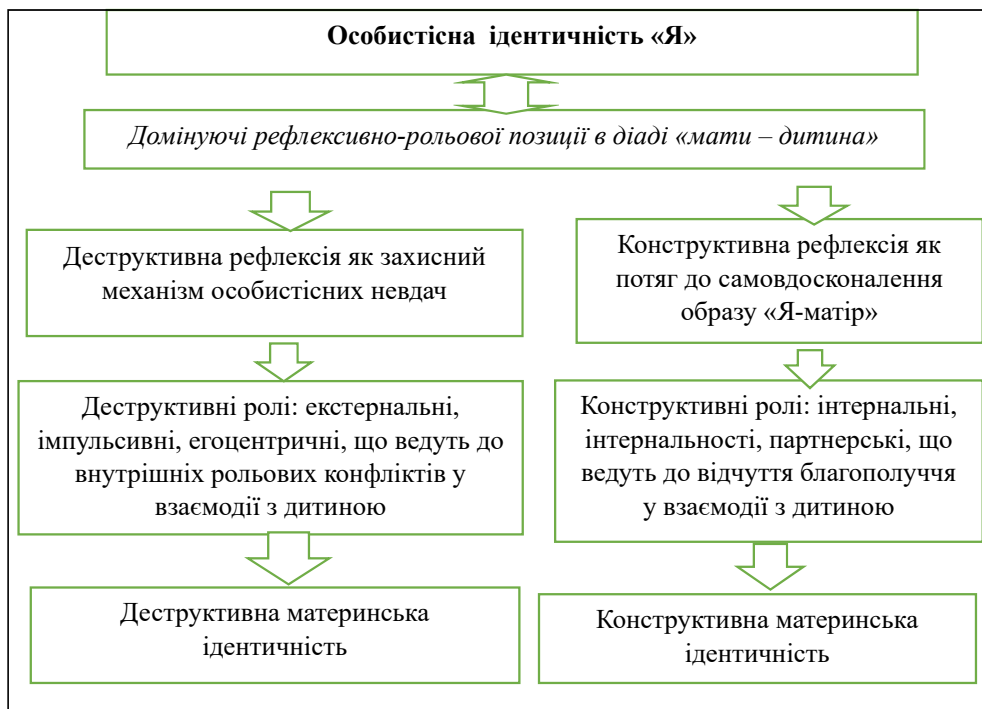 Особистісна ідентичність «Я»
Домінуючі рефлексивно-рольової позиції в діаді «мати – дитина»
Деструктивна рефлексія як захисний
механізм особистісних невдач
Конструктивна рефлексія як
потяг до самовдосконалення
образу «Я-матір»
Деструктивні ролі: екстернальні,
імпульсивні, егоцентричні, що ведуть до
внутрішніх рольових конфліктів у
взаємодії з дитиною
Конструктивні ролі: інтернальні,
інтернальності, партнерські, що
ведуть до відчуття благополуччя
у взаємодії з дитиною
Деструктивна материнська
ідентичність
Конструктивна материнська
ідентичність